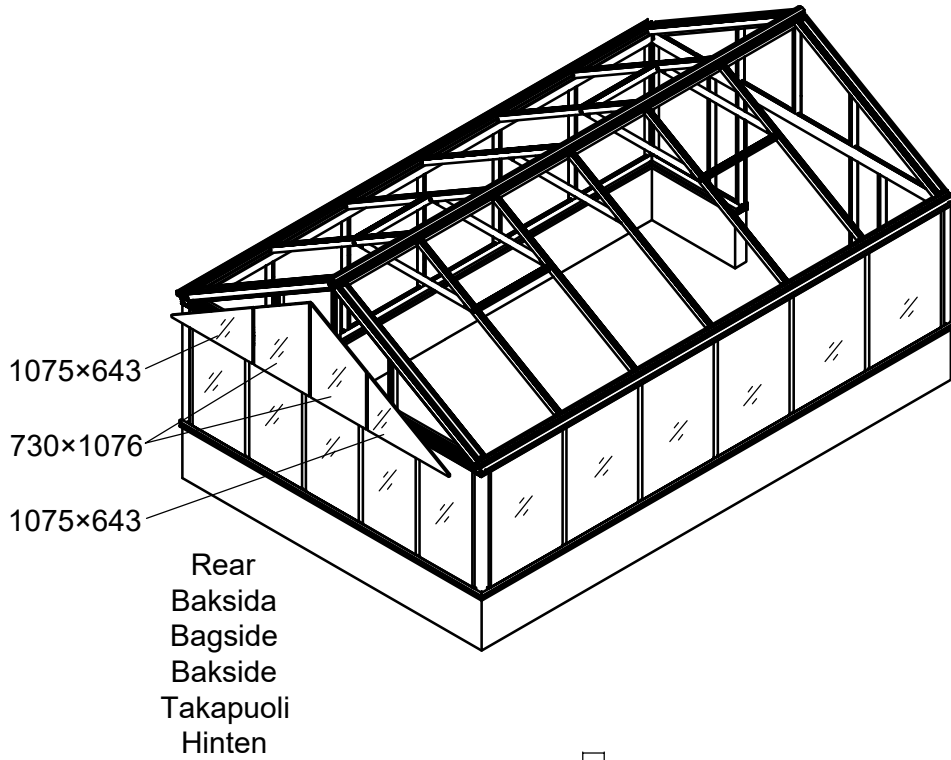 1075×643
730×1076
1075×643
Rear
Baksida
Bagside
Bakside
Takapuoli
Hinten